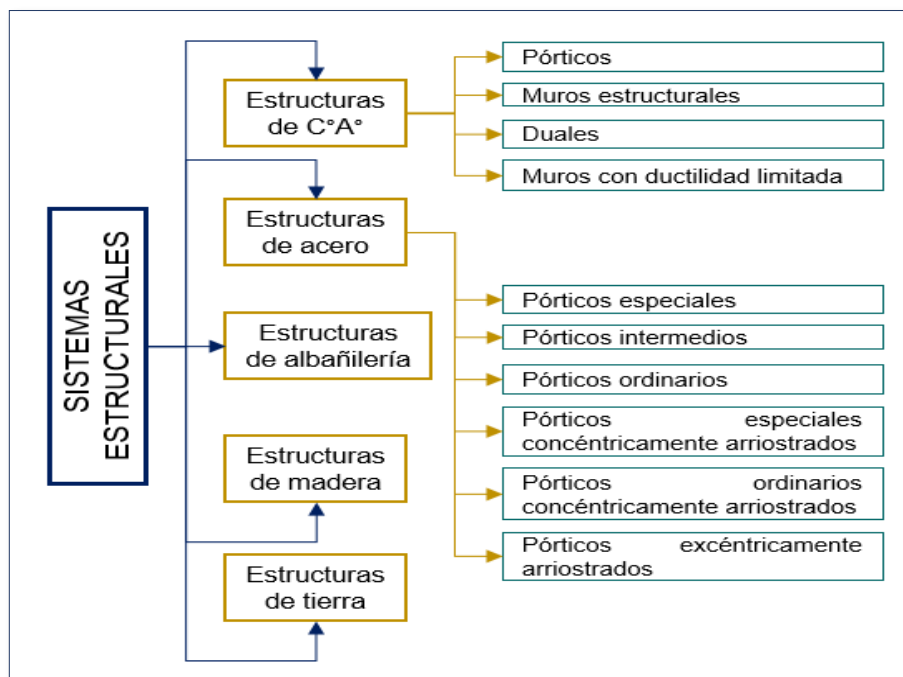 SISTEMAS
ESTRUCTURALES
Estructuras
de C°A°
Pórticos
Muros estructurales
Duales
Muros con ductilidad limitada
Estructuras
de acero
Pórticos especiales
Pórticos intermedios
Pórticos ordinarios
Pórticos especiales
concéntricamente arriostrados
Pórticos ordinarios
concéntricamente arriostrados
Pórticos excéntricamente
arriostrados
Estructuras
de albañilería
Estructuras
de madera
Estructuras
de tierra